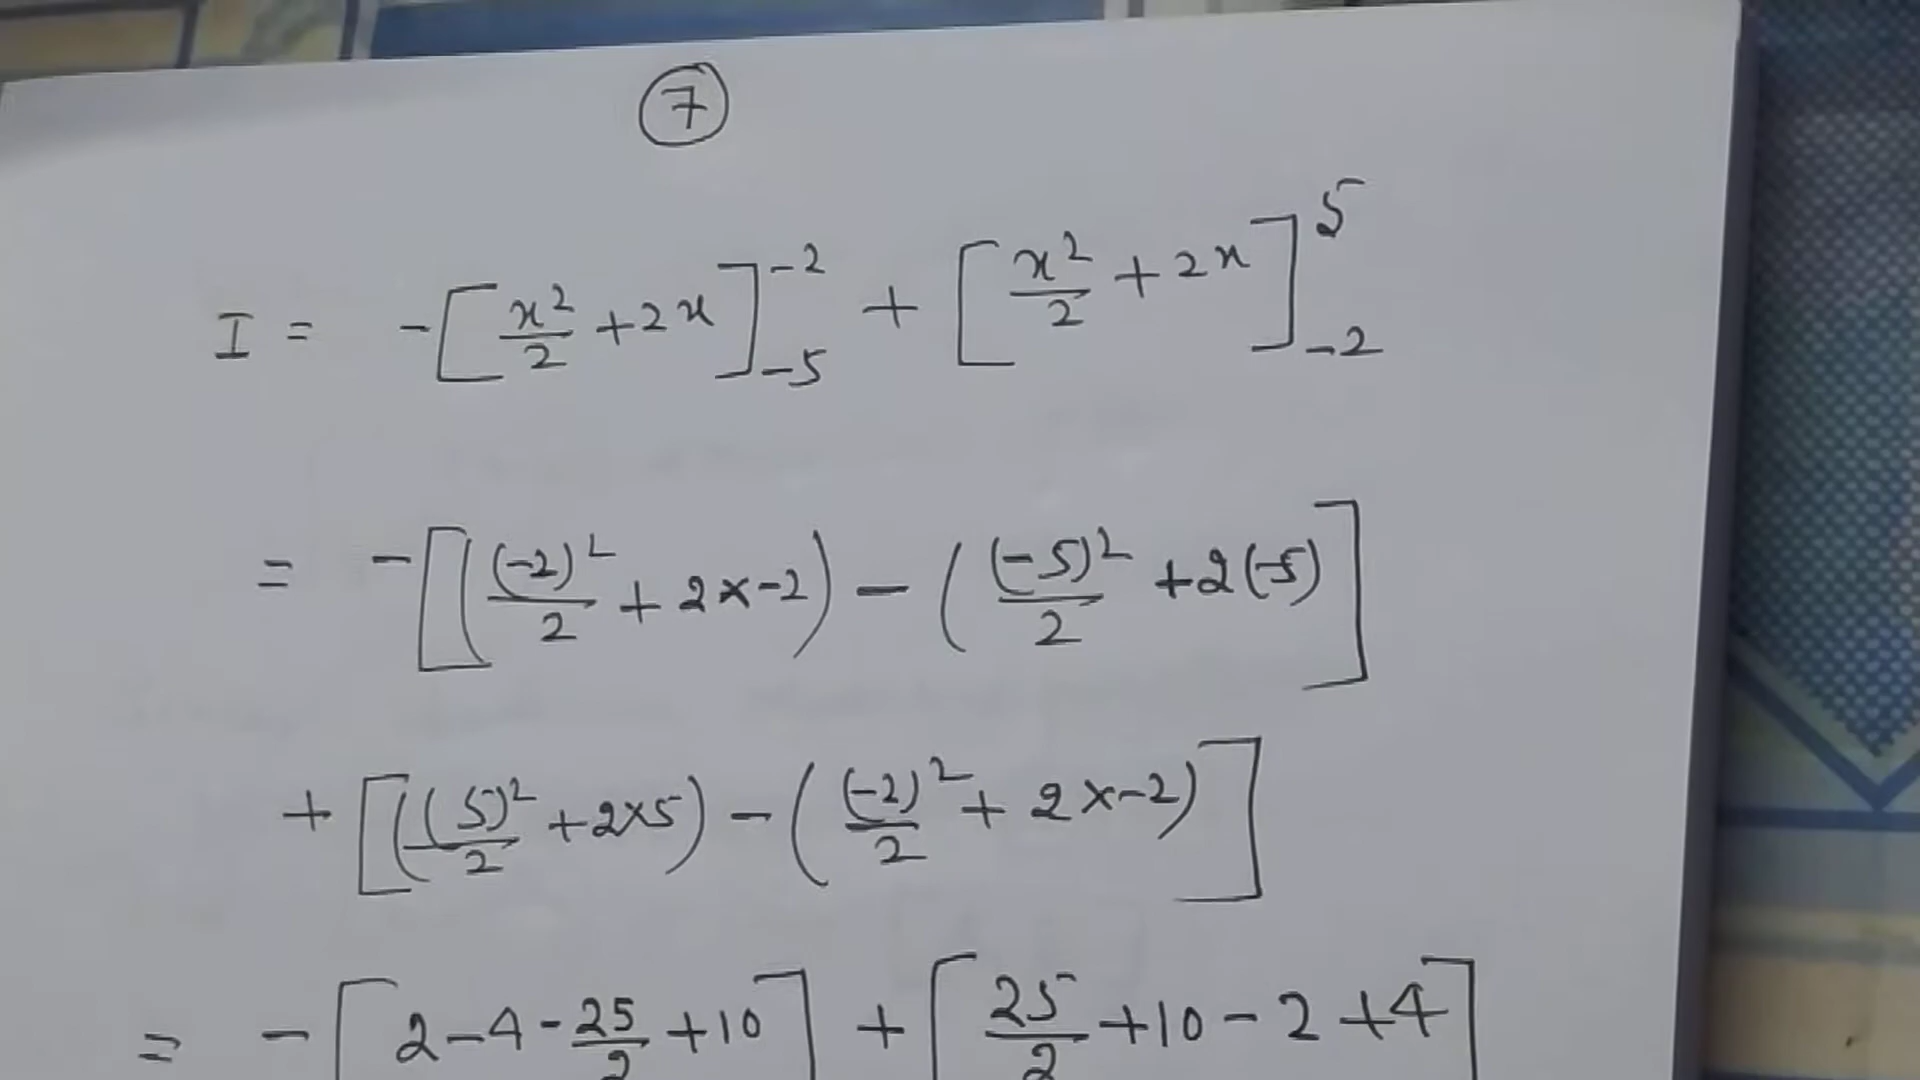 7
I = -[x²/2 + 2x]_{-5}^{-2} + [x²/2 + 2x]_{-2}^{5}
= -[((-2)²/2 + 2×-2) - ((-5)²/2 + 2(-5)]
+ [((5)²/2 + 2×5) - ((-2)²/2 + 2×-2)]
= -[2-4-25/2+10] + [25/2+10-2+4]